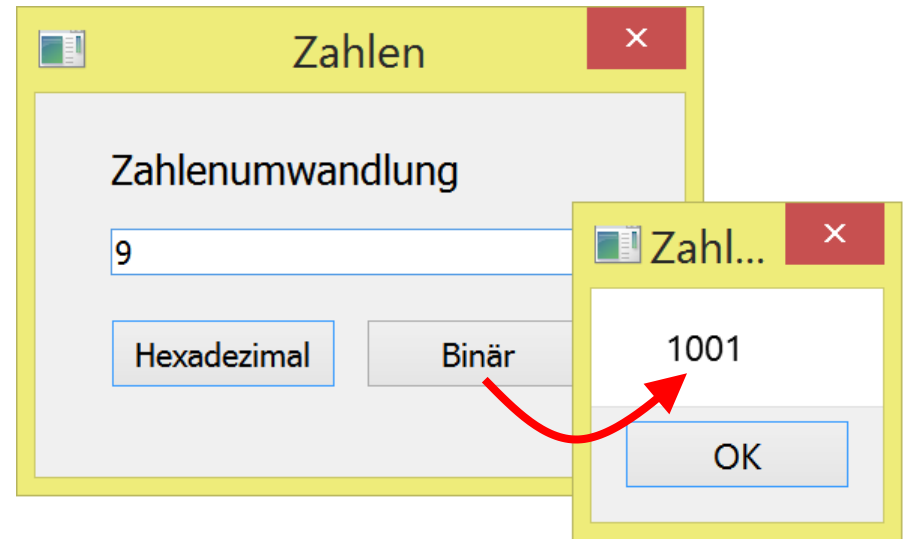 Zahlen
Zahlenumwandlung
9
Hexadezimal
Binär
Zahl...
1001
OK